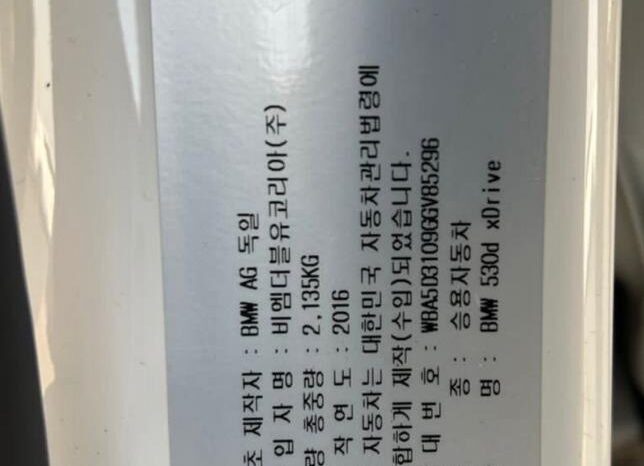 초 제작자 : BMW AG 독일
입 자 명 : 비엠더블유코리아(주)
량 총중량 : 2,135KG
작 연 도 : 2016
자동차는 대한민국 자동차관리법령에
합하게 제작(수입)되었습니다.
대 번 호 : WBA5D3109GGV85296
종 : 승용자동차
명 : BMW 530d xDrive